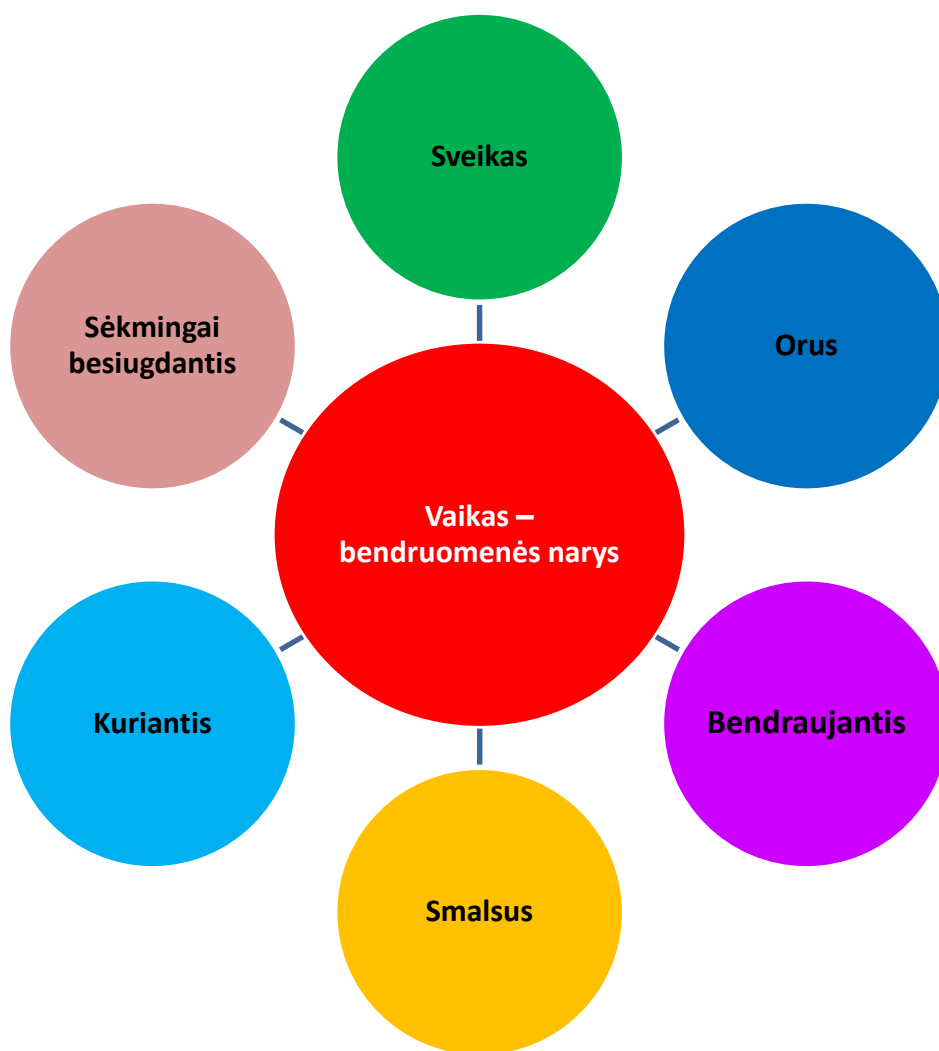 Sveikas
Sėkmingai
besiugdantis
Orus
Vaikas –
bendruomenės narys
Kuriantis
Bendraujantis
Smalsus